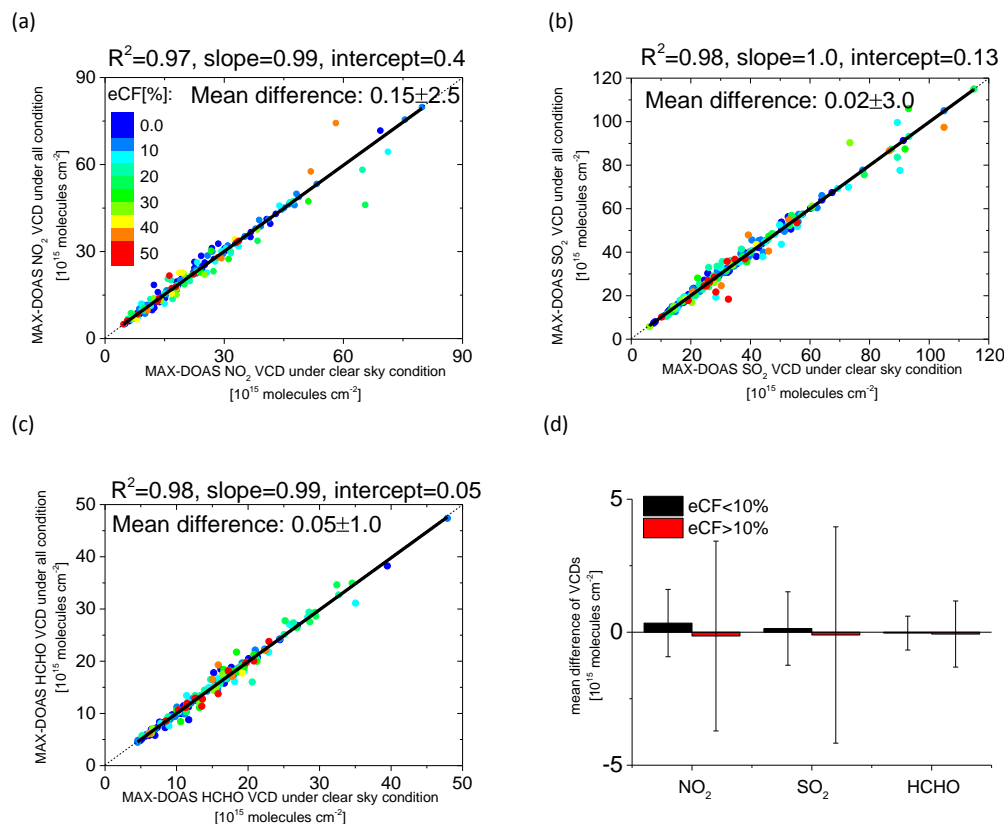 (a)
R²=0.97, slope=0.99, intercept=0.4
Mean difference: 0.15±2.5
eCF[%]:
0.0
10
20
30
40
50
90
60
30
0
MAX-DOAS NO₂ VCD under all condition
[10¹⁵ molecules cm⁻²]
0 30 60 90
MAX-DOAS NO₂ VCD under clear sky condition
[10¹⁵ molecules cm⁻²]
(b)
R²=0.98, slope=1.0, intercept=0.13
Mean difference: 0.02±3.0
120
100
80
60
40
20
0
MAX-DOAS SO₂ VCD under all condition
[10¹⁵ molecules cm⁻²]
0 20 40 60 80 100 120
MAX-DOAS SO₂ VCD under clear sky condition
[10¹⁵ molecules cm⁻²]
(c)
R²=0.98, slope=0.99, intercept=0.05
Mean difference: 0.05±1.0
50
40
30
20
10
0
MAX-DOAS HCHO VCD under all condition
[10¹⁵ molecules cm⁻²]
0 10 20 30 40 50
MAX-DOAS HCHO VCD under clear sky condition
[10¹⁵ molecules cm⁻²]
(d)
eCF<10%
eCF>10%
5
0
-5
mean difference of VCDs
[10¹⁵ molecules cm⁻²]
NO₂ SO₂ HCHO